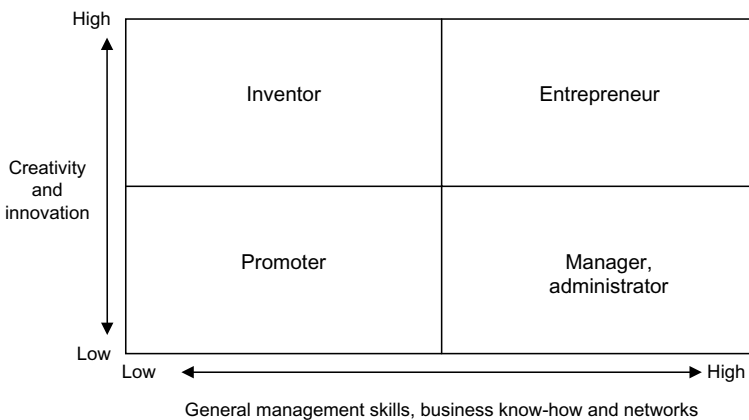 High
Inventor
Entrepreneur
Creativity
and
innovation
Promoter
Manager,
administrator
Low
Low
High
General management skills, business know-how and networks